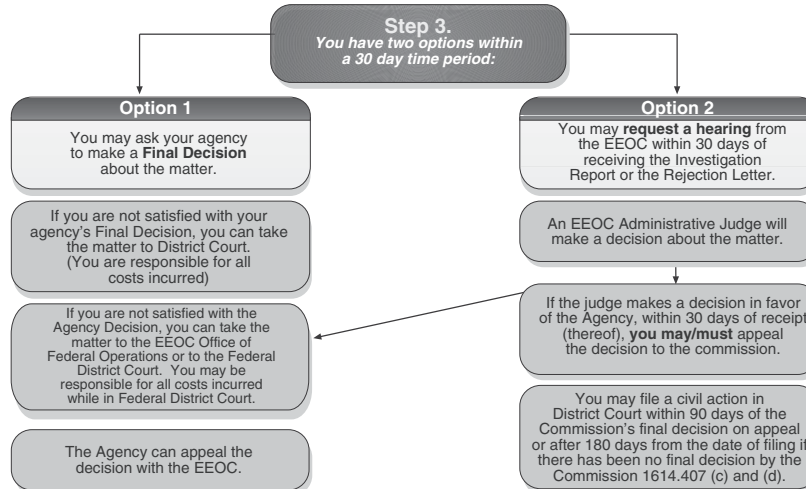 Step 3.
You have two options within
a 30 day time period:
Option 1
You may ask your agency
to make a Final Decision
about the matter.
If you are not satisfied with your
agency's Final Decision, you can take
the matter to District Court.
(You are responsible for all
costs incurred)
If you are not satisfied with the
Agency Decision, you can take the
matter to the EEOC Office of
Federal Operations or to the Federal
District Court. You may be
responsible for all costs incurred
while in Federal District Court.
The Agency can appeal the
decision with the EEOC.
Option 2
You may request a hearing from
the EEOC within 30 days of
receiving the Investigation
Report or the Rejection Letter.
An EEOC Administrative Judge will
make a decision about the matter.
If the judge makes a decision in favor
of the Agency, within 30 days of receipt
(thereof), you may/must appeal
the decision to the commission.
You may file a civil action in
District Court within 90 days of the
Commission's final decision on appeal
or after 180 days from the date of filing if
there has been no final decision by the
Commission 1614.407 (c) and (d).